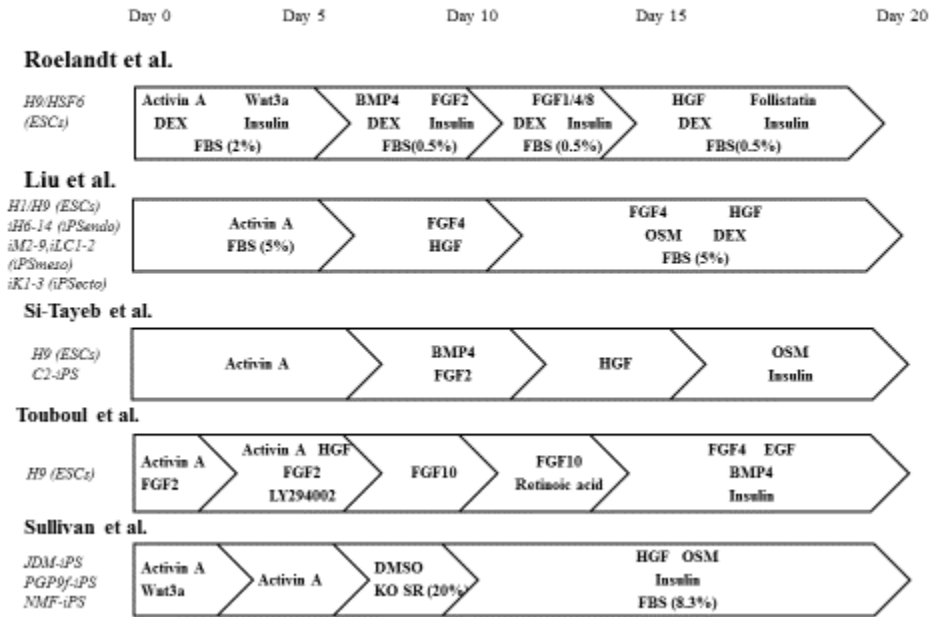 Day 0 Day 5 Day 10 Day 15 Day 20
Roelandt et al.
H9/HSF6
(ESCs)
Activin A Wnt3a
DEX Insulin
FBS (2%)
BMP4 FGF2
DEX Insulin
FBS(0.5%)
FGF1/4/8
DEX Insulin
FBS (0.5%)
HGF Follistatin
DEX Insulin
FBS(0.5%)
Liu et al.
H1/H9 (ESCs)
iH6-14 (iPSendo)
iM2-9,iLC1-2
(iPSmeso)
iK1-3 (iPSecto)
Activin A
FBS (5%)
FGF4
HGF
FGF4 HGF
OSM DEX
FBS (5%)
Si-Tayeb et al.
H9 (ESCs)
C2-iPS
Activin A
BMP4
FGF2
HGF
OSM
Insulin
Touboul et al.
H9 (ESCs)
Activin A
FGF2
Activin A HGF
FGF2
LY294002
FGF10
FGF10
Retinoic acid
FGF4 EGF
BMP4
Insulin
Sullivan et al.
JDM-iPS
PGP9f-iPS
NMF-iPS
Activin A
Wnt3a
Activin A
DMSO
KO SR (20%)
HGF OSM
Insulin
FBS (8.3%)